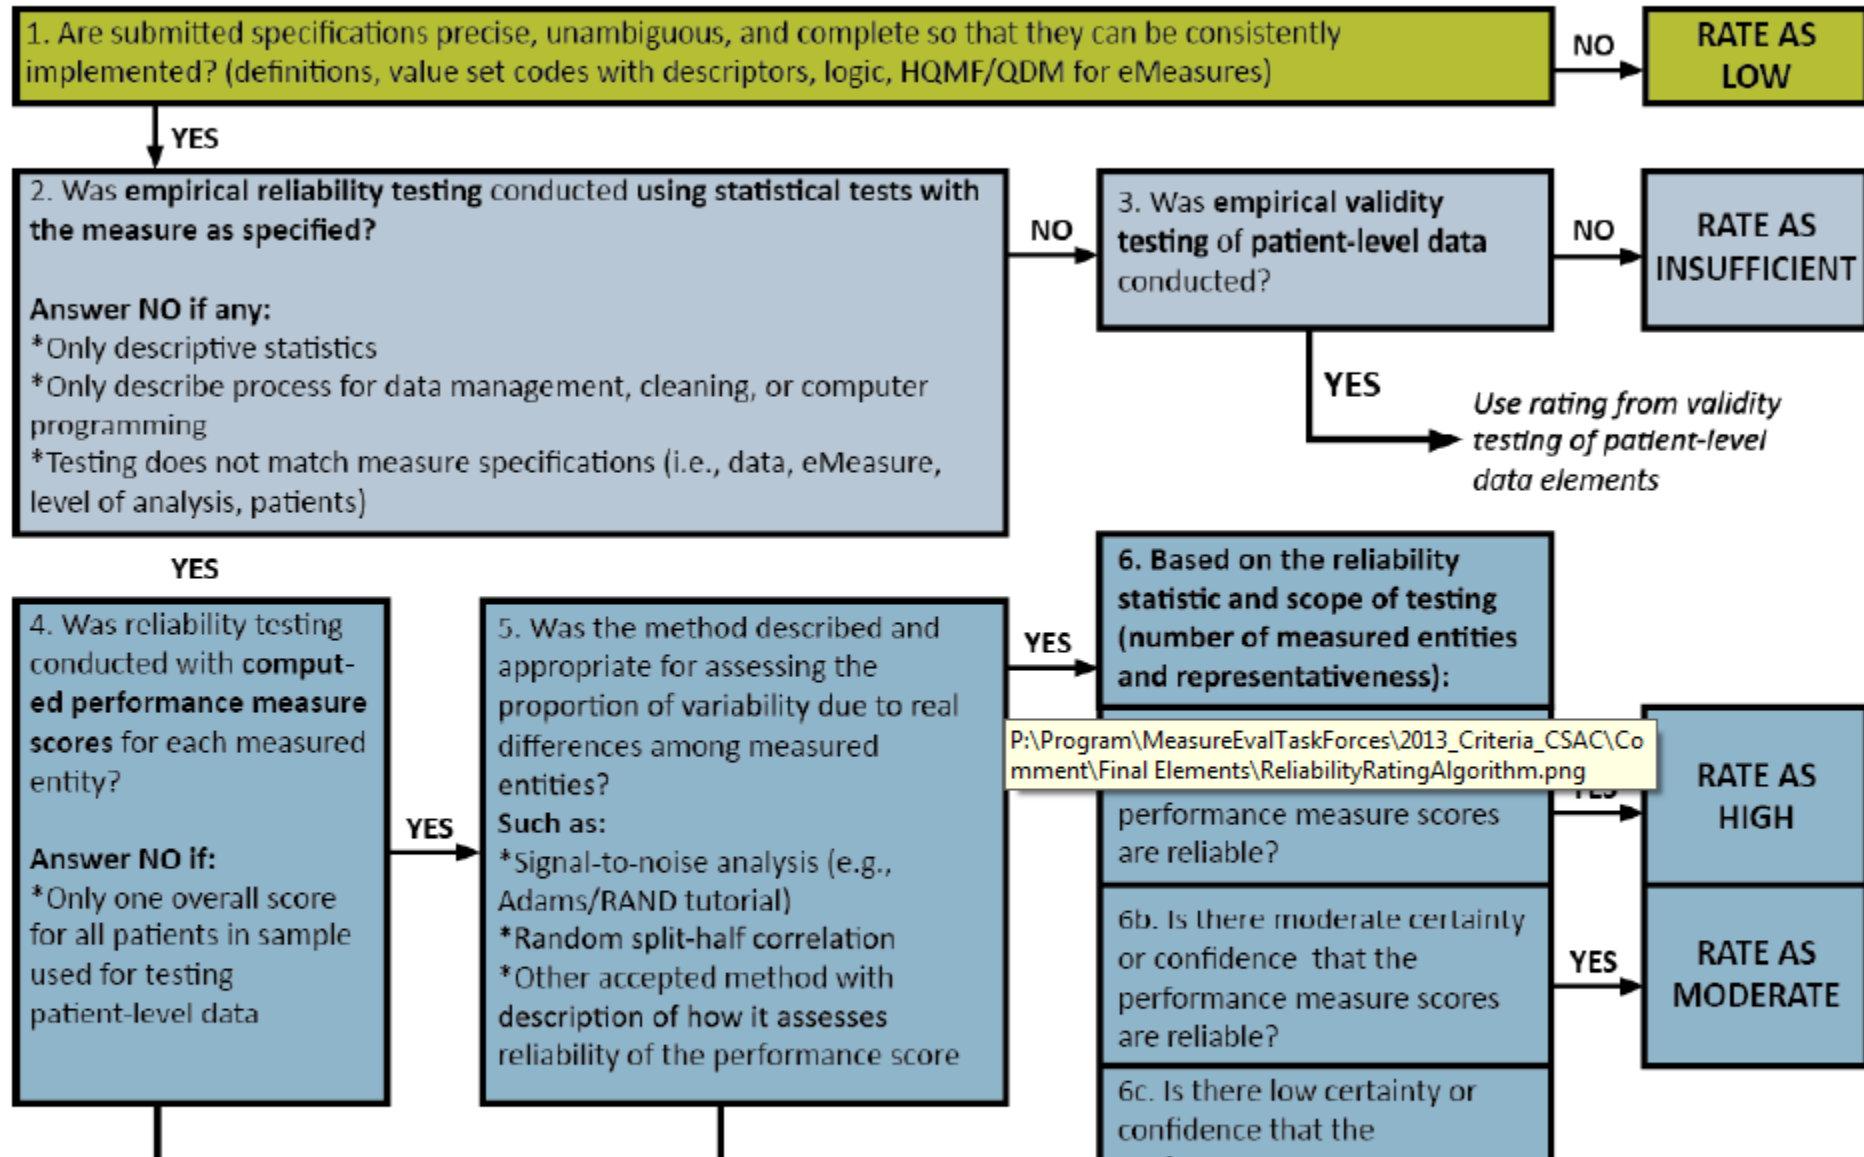 1. Are submitted specifications precise, unambiguous, and complete so that they can be consistently
implemented? (definitions, value set codes with descriptors, logic, HQMF/QDM for eMeasures)
NO
RATE AS
LOW
YES
2. Was empirical reliability testing conducted using statistical tests with
the measure as specified?
Answer NO if any:
*Only descriptive statistics
*Only describe process for data management, cleaning, or computer
programming
*Testing does not match measure specifications (i.e., data, eMeasure,
level of analysis, patients)
NO
3. Was empirical validity
testing of patient-level data
conducted?
NO
RATE AS
INSUFFICIENT
YES
Use rating from validity
testing of patient-level
data elements
YES
4. Was reliability testing
conducted with comput-
ed performance measure
scores for each measured
entity?
Answer NO if:
*Only one overall score
for all patients in sample
used for testing
patient-level data
YES
5. Was the method described and
appropriate for assessing the
proportion of variability due to real
differences among measured
entities?
Such as:
*Signal-to-noise analysis (e.g.,
Adams/RAND tutorial)
*Random split-half correlation
*Other accepted method with
description of how it assesses
reliability of the performance score
YES
6. Based on the reliability
statistic and scope of testing
(number of measured entities
and representativeness):
P:\Program\MeasureEvalTaskForces\2013_Criteria_CSAC\Co
mment\Final Elements\ReliabilityRatingAlgorithm.png
performance measure scores
are reliable?
YES
RATE AS
HIGH
6b. Is there moderate certainty
or confidence that the
performance measure scores
are reliable?
YES
RATE AS
MODERATE
6c. Is there low certainty or
confidence that the